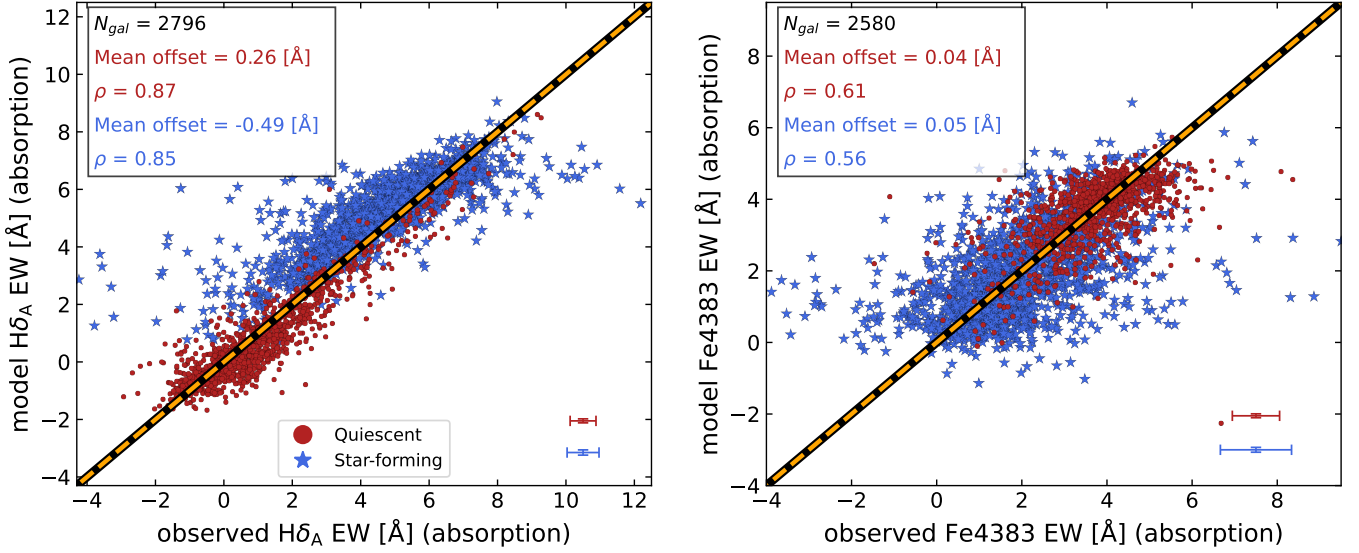 N_gal = 2796
Mean offset = 0.26 [Å]
ρ = 0.87
Mean offset = -0.49 [Å]
ρ = 0.85
12
10
8
6
4
2
0
−2
−4
model Hδ_A EW [Å] (absorption)
Quiescent
Star-forming
−4 −2 0 2 4 6 8 10 12
observed Hδ_A EW [Å] (absorption)
N_gal = 2580
Mean offset = 0.04 [Å]
ρ = 0.61
Mean offset = 0.05 [Å]
ρ = 0.56
8
6
4
2
0
−2
−4
model Fe4383 EW [Å] (absorption)
−4 −2 0 2 4 6 8
observed Fe4383 EW [Å] (absorption)